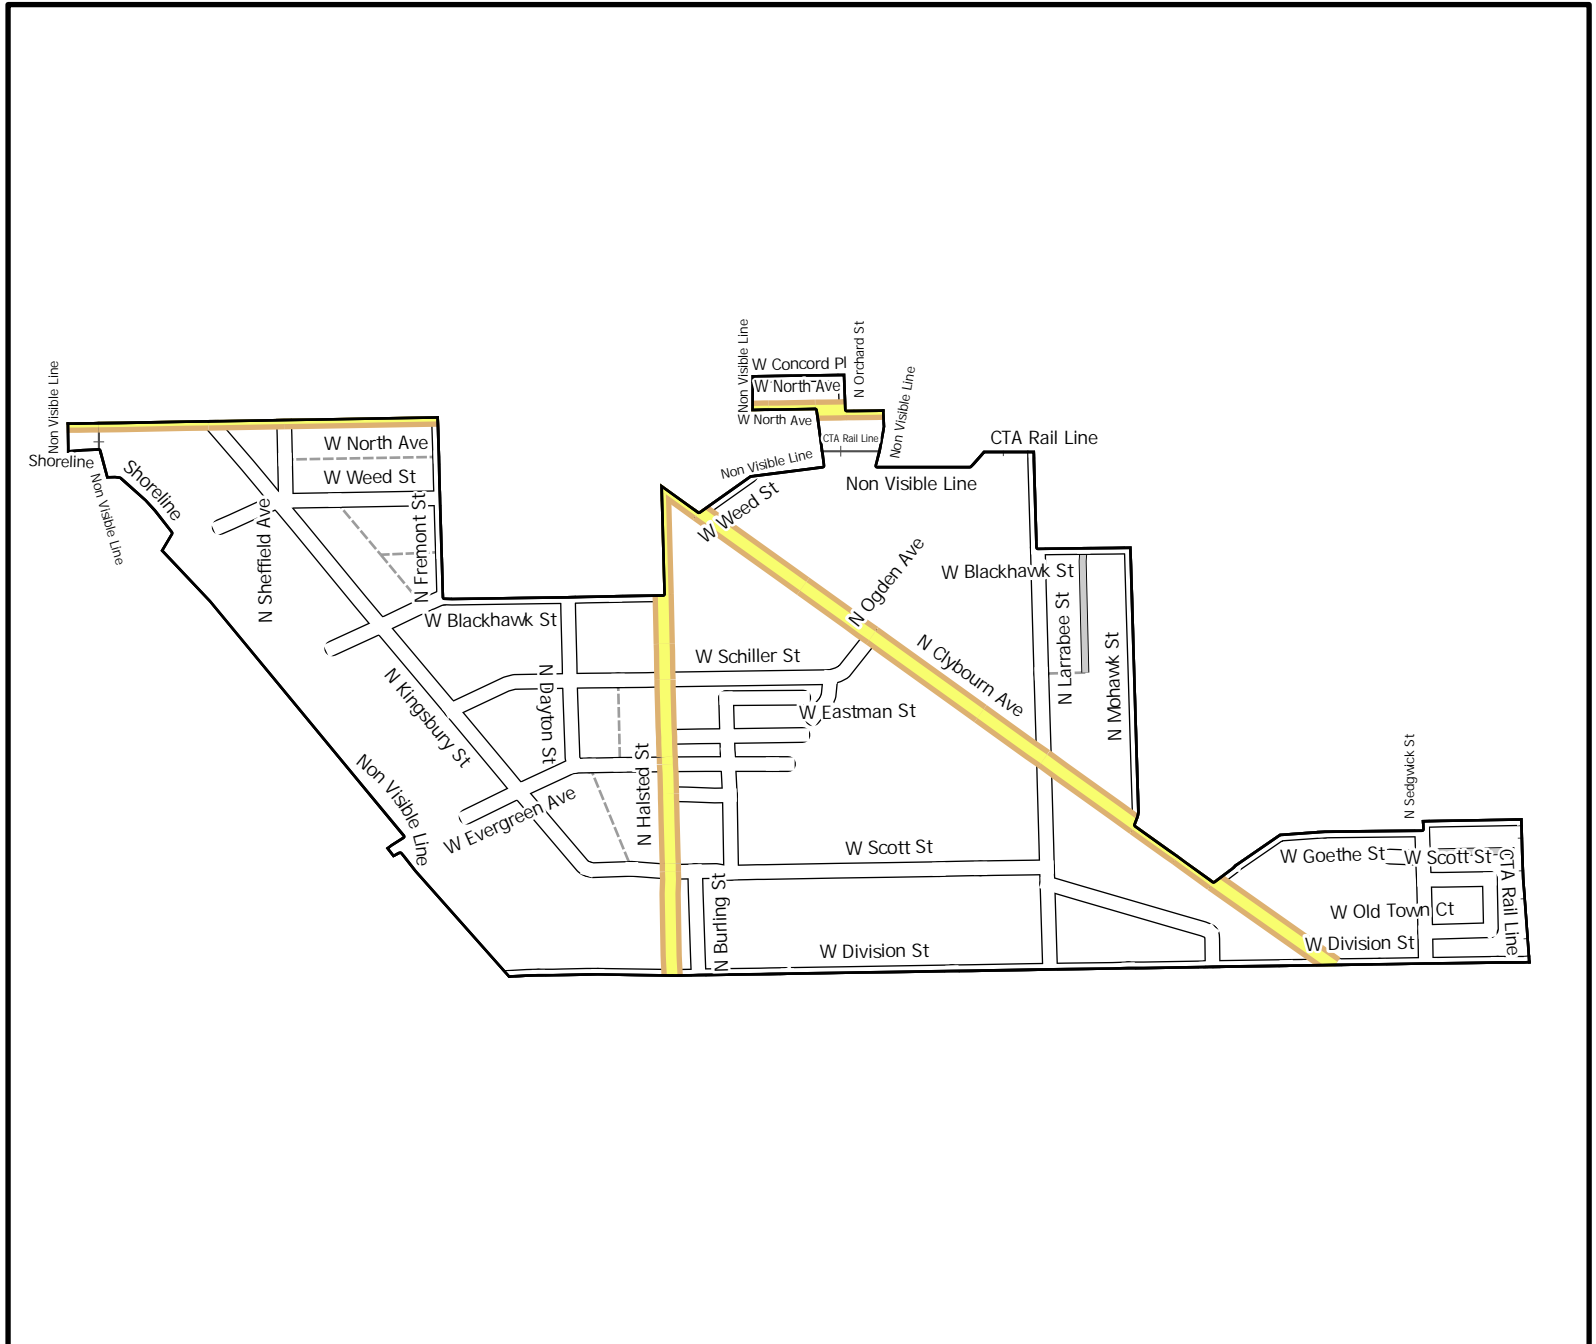 Non Visible Line
N Orchard St
W Concord Pl
Non Visible Line
W North Ave
Non Visible Line
W North Ave
W North Ave
CTA Rail Line
CTA Rail Line
Shoreline
Shoreline
Non Visible Line
Non Visible Line
W Weed St
Non Visible Line
W Weed St
N Sheffield Ave
N Fremont St
N Ogden Ave
W Blackhawk St
W Blackhawk St
N Larrabee St
N Mohawk St
W Schiller St
N Clybourn Ave
N Kingsbury St
N Dayton St
W Eastman St
N Halsted St
Non Visible Line
W Evergreen Ave
N Sedgwick St
W Scott St
W Goethe St
W Scott St
CTA Rail Line
N Burling St
W Old Town Ct
W Division St
W Division St